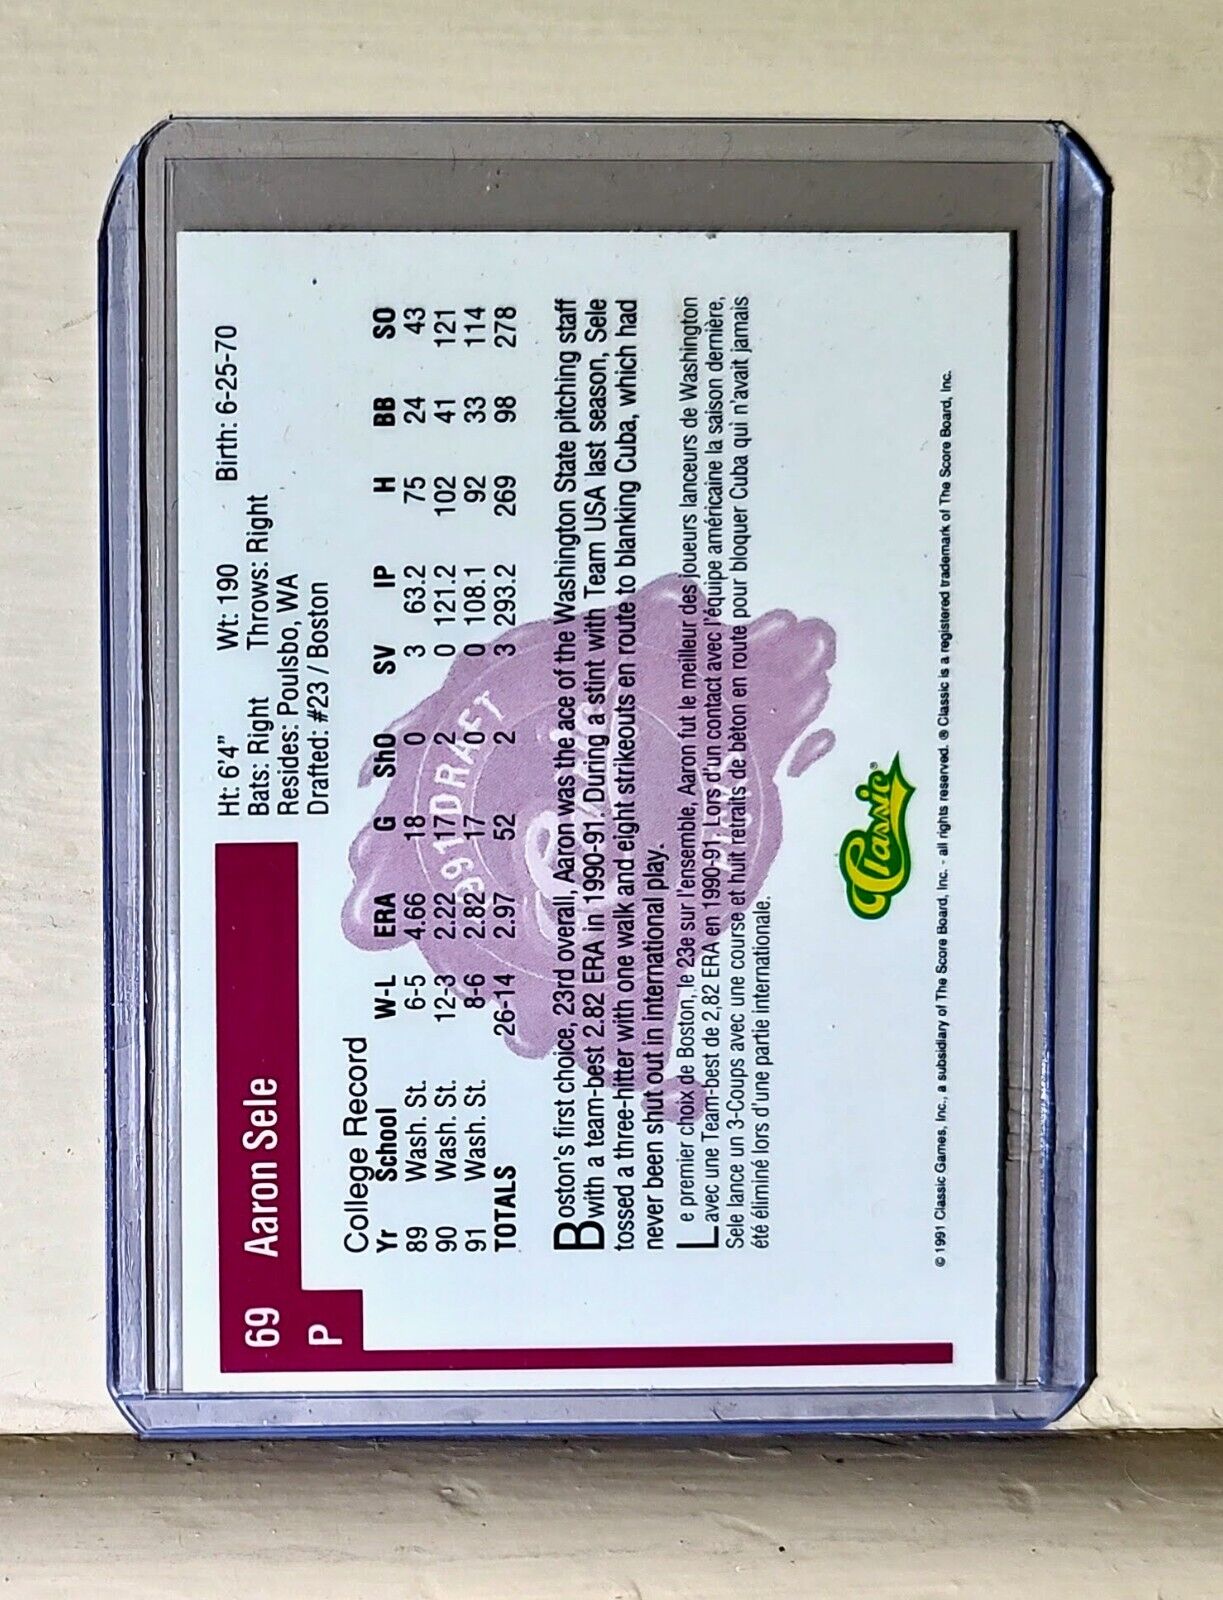 69 Aaron Sele
P
Ht: 6'4" Wt: 190 Birth: 6-25-70
Bats: Right Throws: Right
Resides: Poulsbo, WA
Drafted: #23 / Boston
College Record
Yr School W-L ERA G ShO SV IP H BB SO
89 Wash. St. 6-5 4.66 18 0 3 63.2 75 24 43
90 Wash. St. 12-3 2.22 17 2 0 121.2 102 41 121
91 Wash. St. 8-6 2.82 17 0 0 108.1 92 33 114
TOTALS 26-14 2.97 52 2 3 293.2 269 98 278
Boston's first choice, 23rd overall, Aaron was the ace of the Washington State pitching staff
with a team-best 2.82 ERA in 1990-91. During a stint with Team USA last season, Sele
tossed a three-hitter with one walk and eight strikeouts en route to blanking Cuba, which had
never been shut out in international play.
Le premier choix de Boston, le 23e sur l'ensemble, Aaron fut le meilleur des joueurs lanceurs de Washington
avec une Team-best de 2,82 ERA en 1990-91. Lors d'un contact avec l'équipe américaine la saison dernière,
Sele lance un 3-Coups avec une course et huit retraits de bèton en route pour bloquer Cuba qui n'avait jamais
été éliminé lors d'une partie internationale.
1991 DRAFT
Classic
PICKS
Classic®
© 1991 Classic Games, Inc., a subsidiary of The Score Board, Inc. - all rights reserved. ® Classic is a registered trademark of The Score Board, Inc.